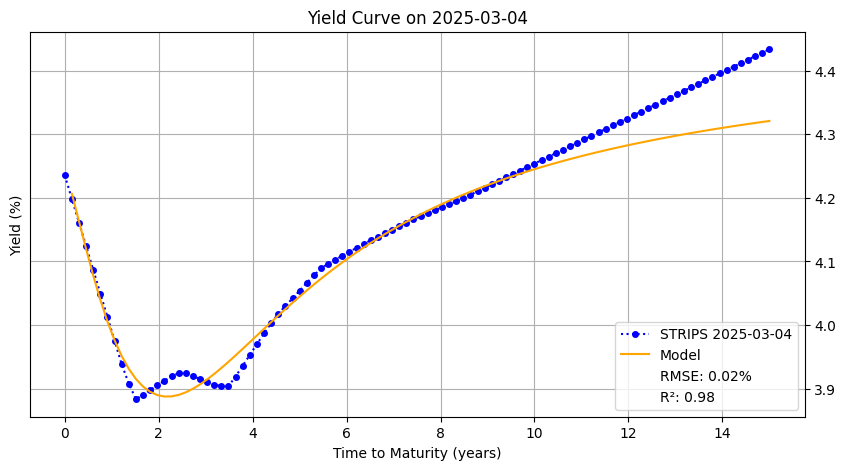 Yield Curve on 2025-03-04
Yield (%)
4.4
4.3
4.2
4.1
4.0
3.9
STRIPS 2025-03-04
Model
RMSE: 0.02%
R²: 0.98
0 2 4 6 8 10 12 14
Time to Maturity (years)